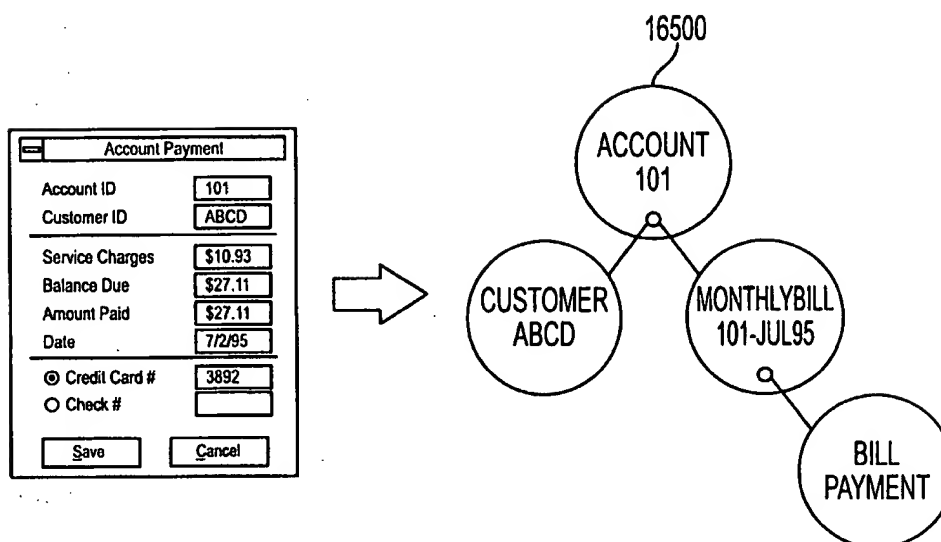 16500
ACCOUNT
101
CUSTOMER
ABCD
MONTHLYBILL
101-JUL95
BILL
PAYMENT
Account Payment
Account ID 101
Customer ID ABCD
Service Charges $10.93
Balance Due $27.11
Amount Paid $27.11
Date 7/2/95
Credit Card # 3892
Check #
Save Cancel